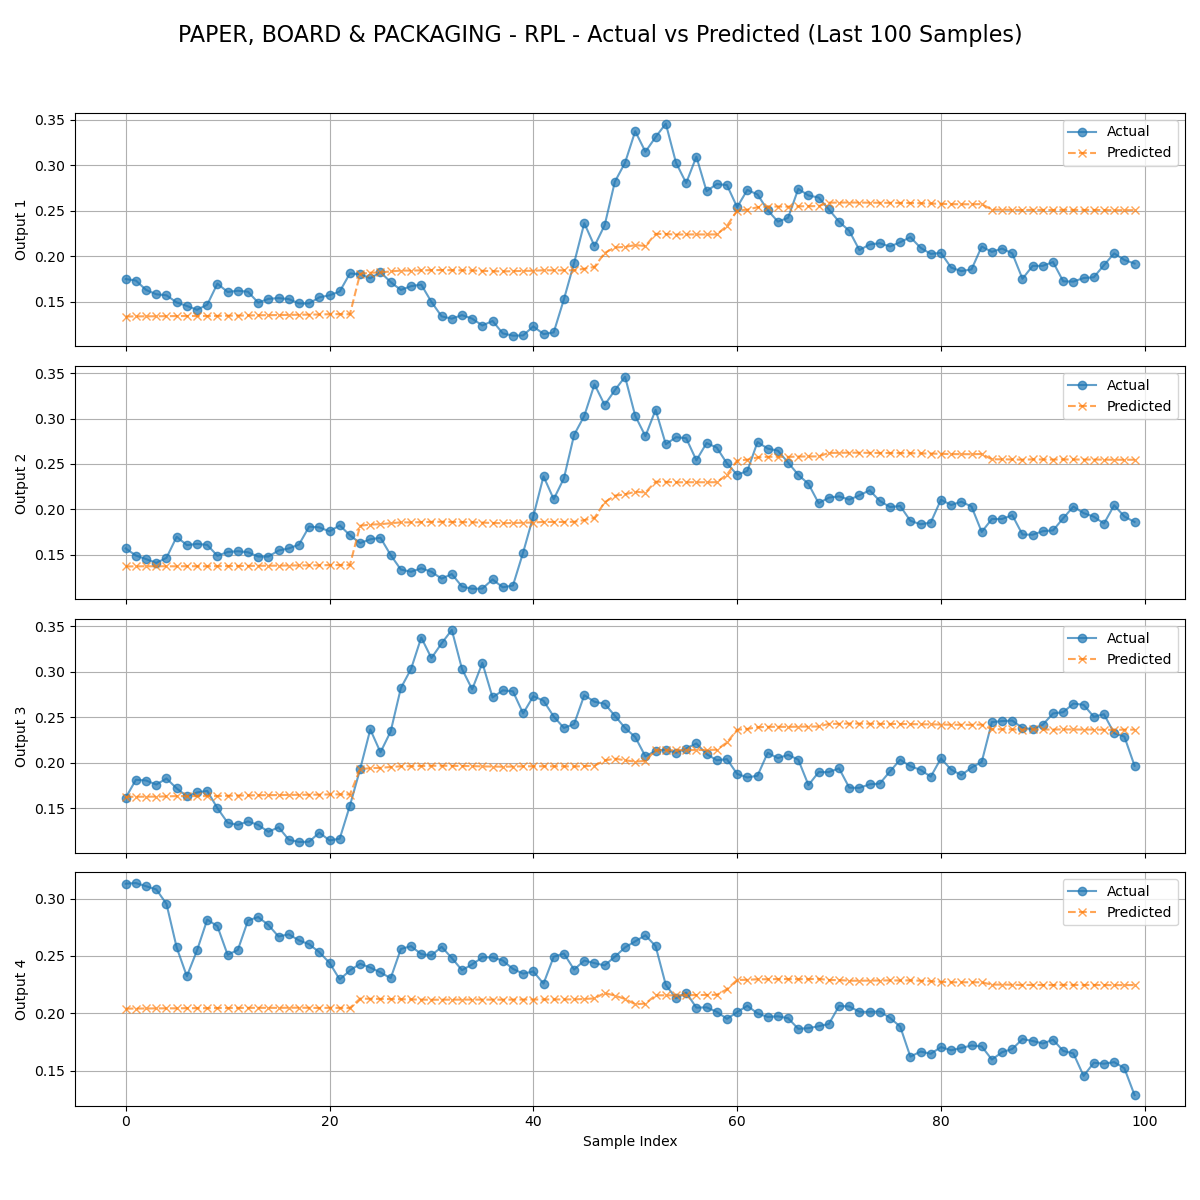 PAPER, BOARD & PACKAGING - RPL - Actual vs Predicted (Last 100 Samples)
Output 1
0.35
0.30
0.25
0.20
0.15
Actual
Predicted
Output 2
0.35
0.30
0.25
0.20
0.15
Actual
Predicted
Output 3
0.35
0.30
0.25
0.20
0.15
Actual
Predicted
Output 4
0.30
0.25
0.20
0.15
Actual
Predicted
0 20 40 60 80 100
Sample Index